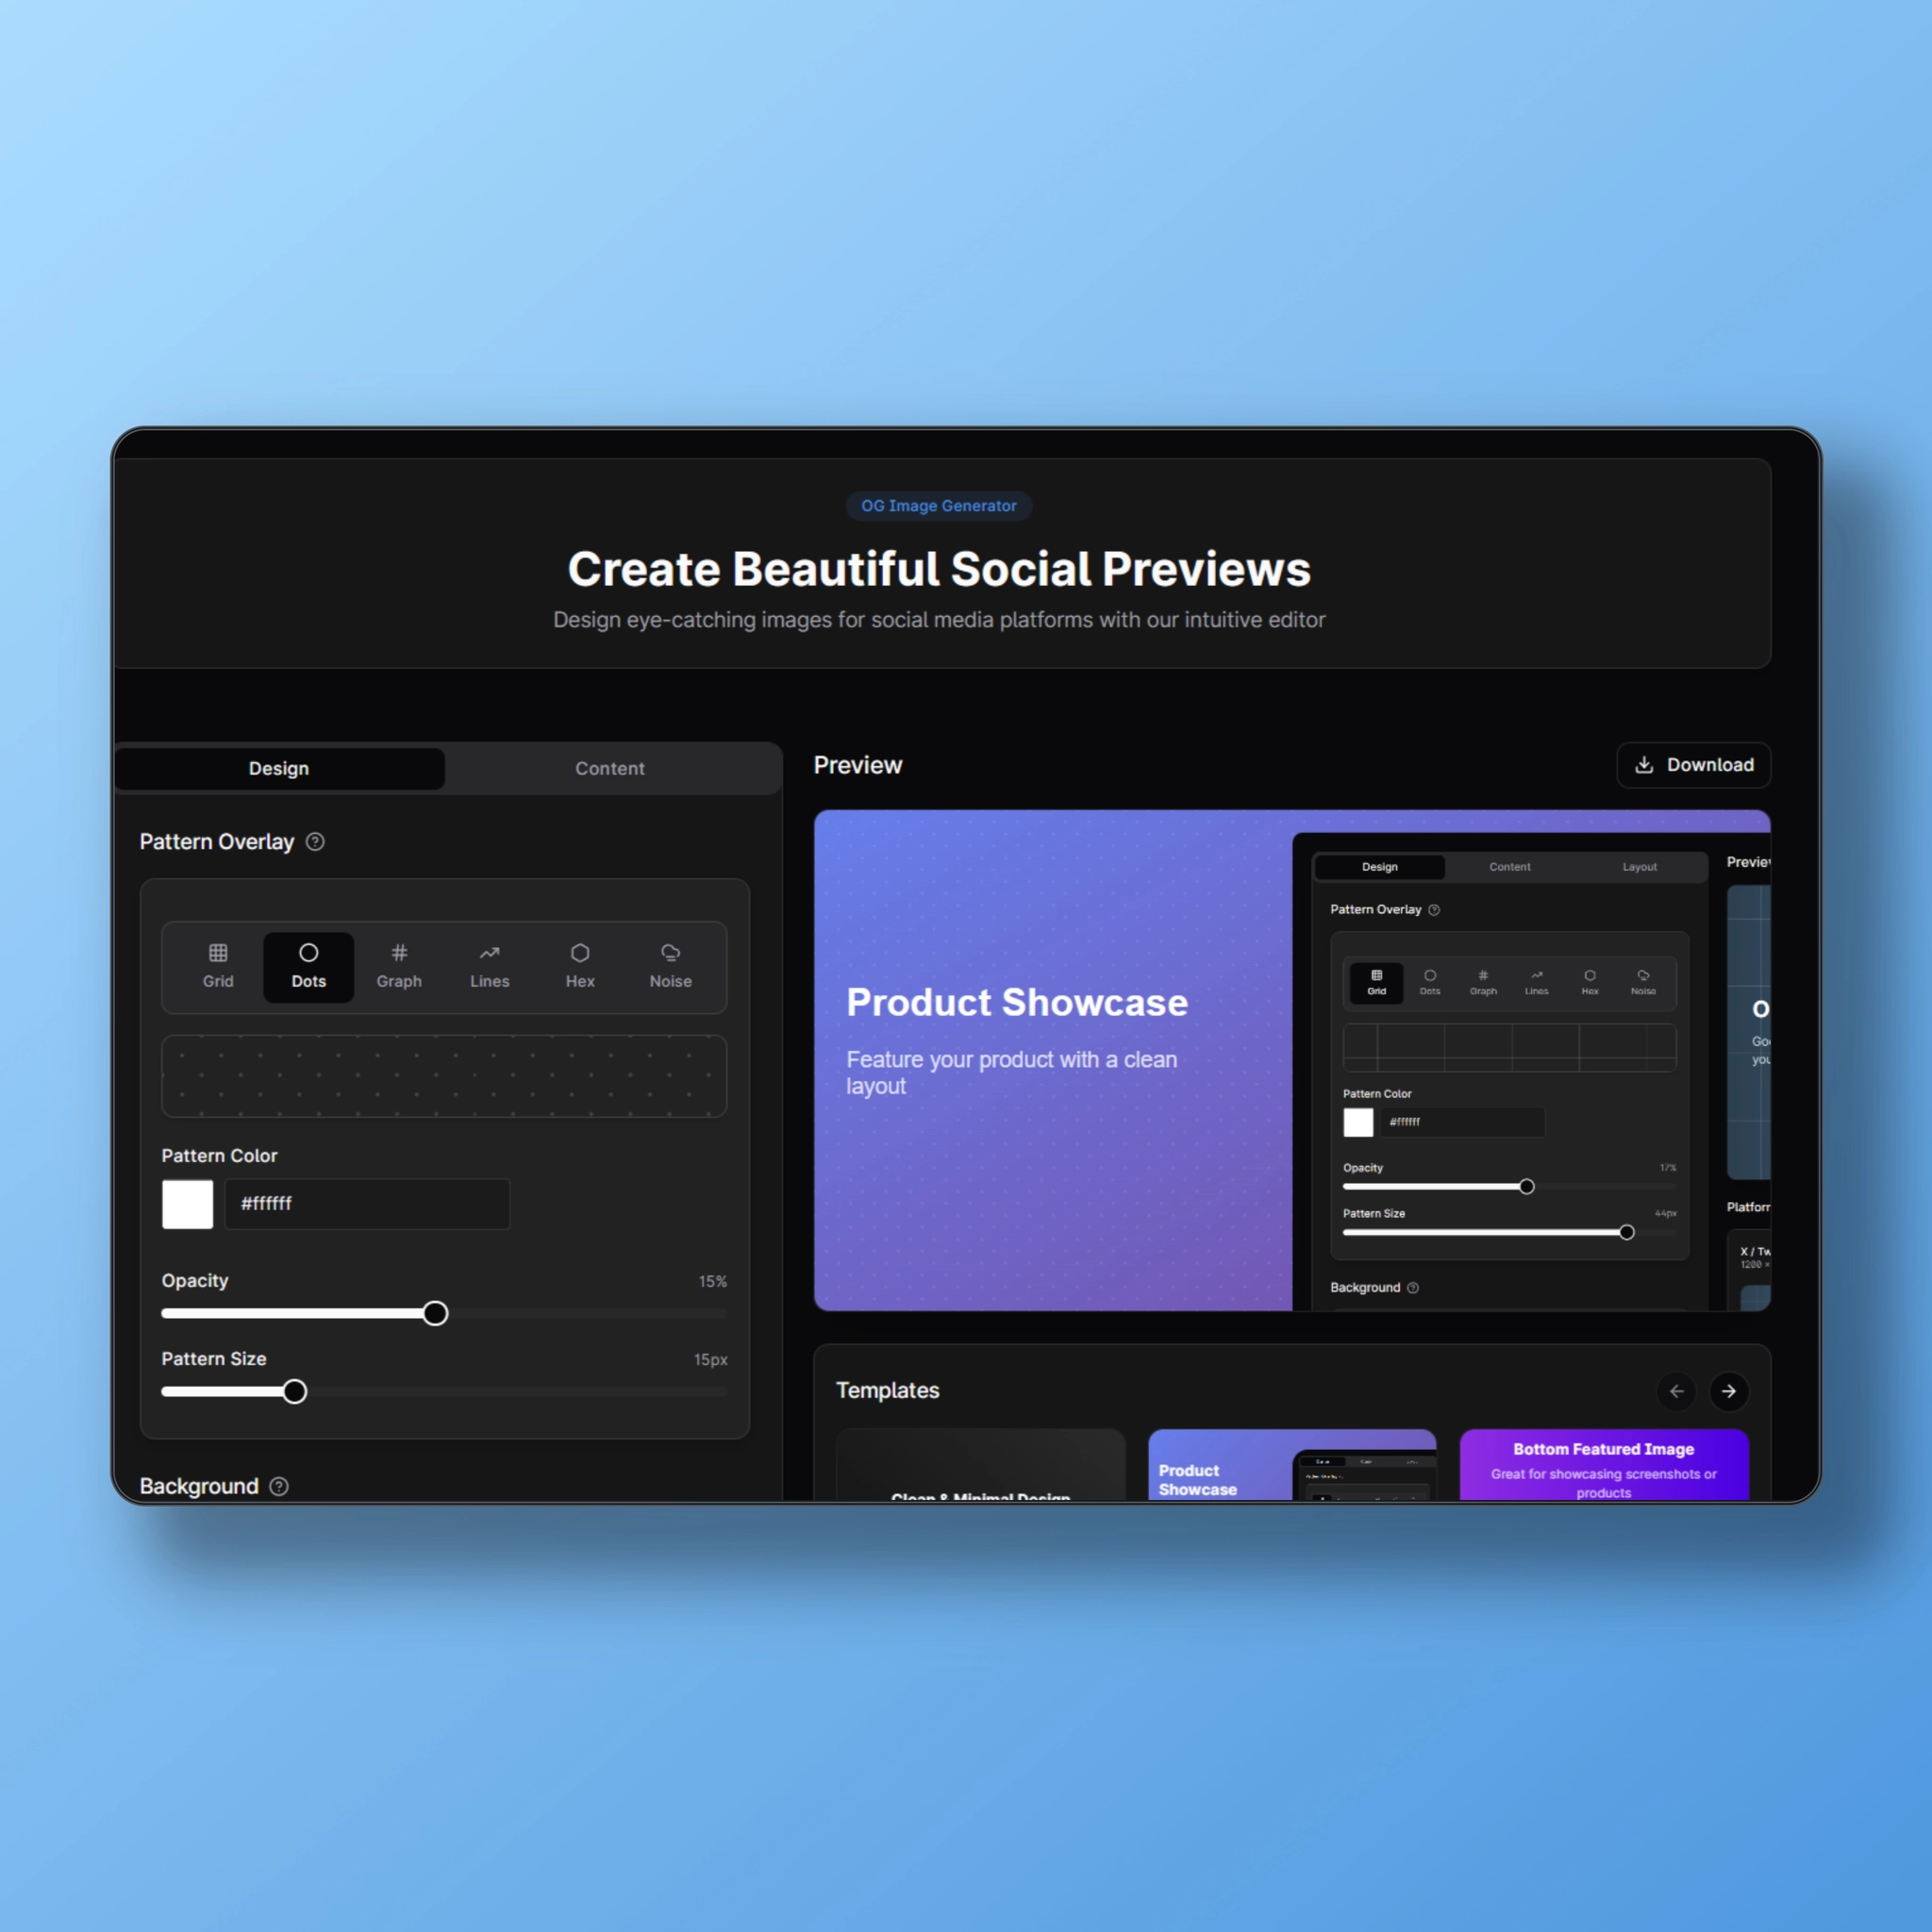 OG Image Generator
Create Beautiful Social Previews
Design eye-catching images for social media platforms with our intuitive editor
Design
Content
Pattern Overlay
Grid
Dots
Graph
Lines
Hex
Noise
Pattern Color
#ffffff
Opacity
15%
Pattern Size
15px
Background
Preview
Download
Product Showcase
Feature your product with a clean
layout
Design
Content
Layout
Pattern Overlay
Grid
Dots
Graph
Lines
Hex
Noise
Pattern Color
#ffffff
Opacity
17%
Pattern Size
44px
Background
X / Tw
1200 ×
Templates
Clean & Minimal Design
Product
Showcase
Bottom Featured Image
Great for showcasing screenshots or
products